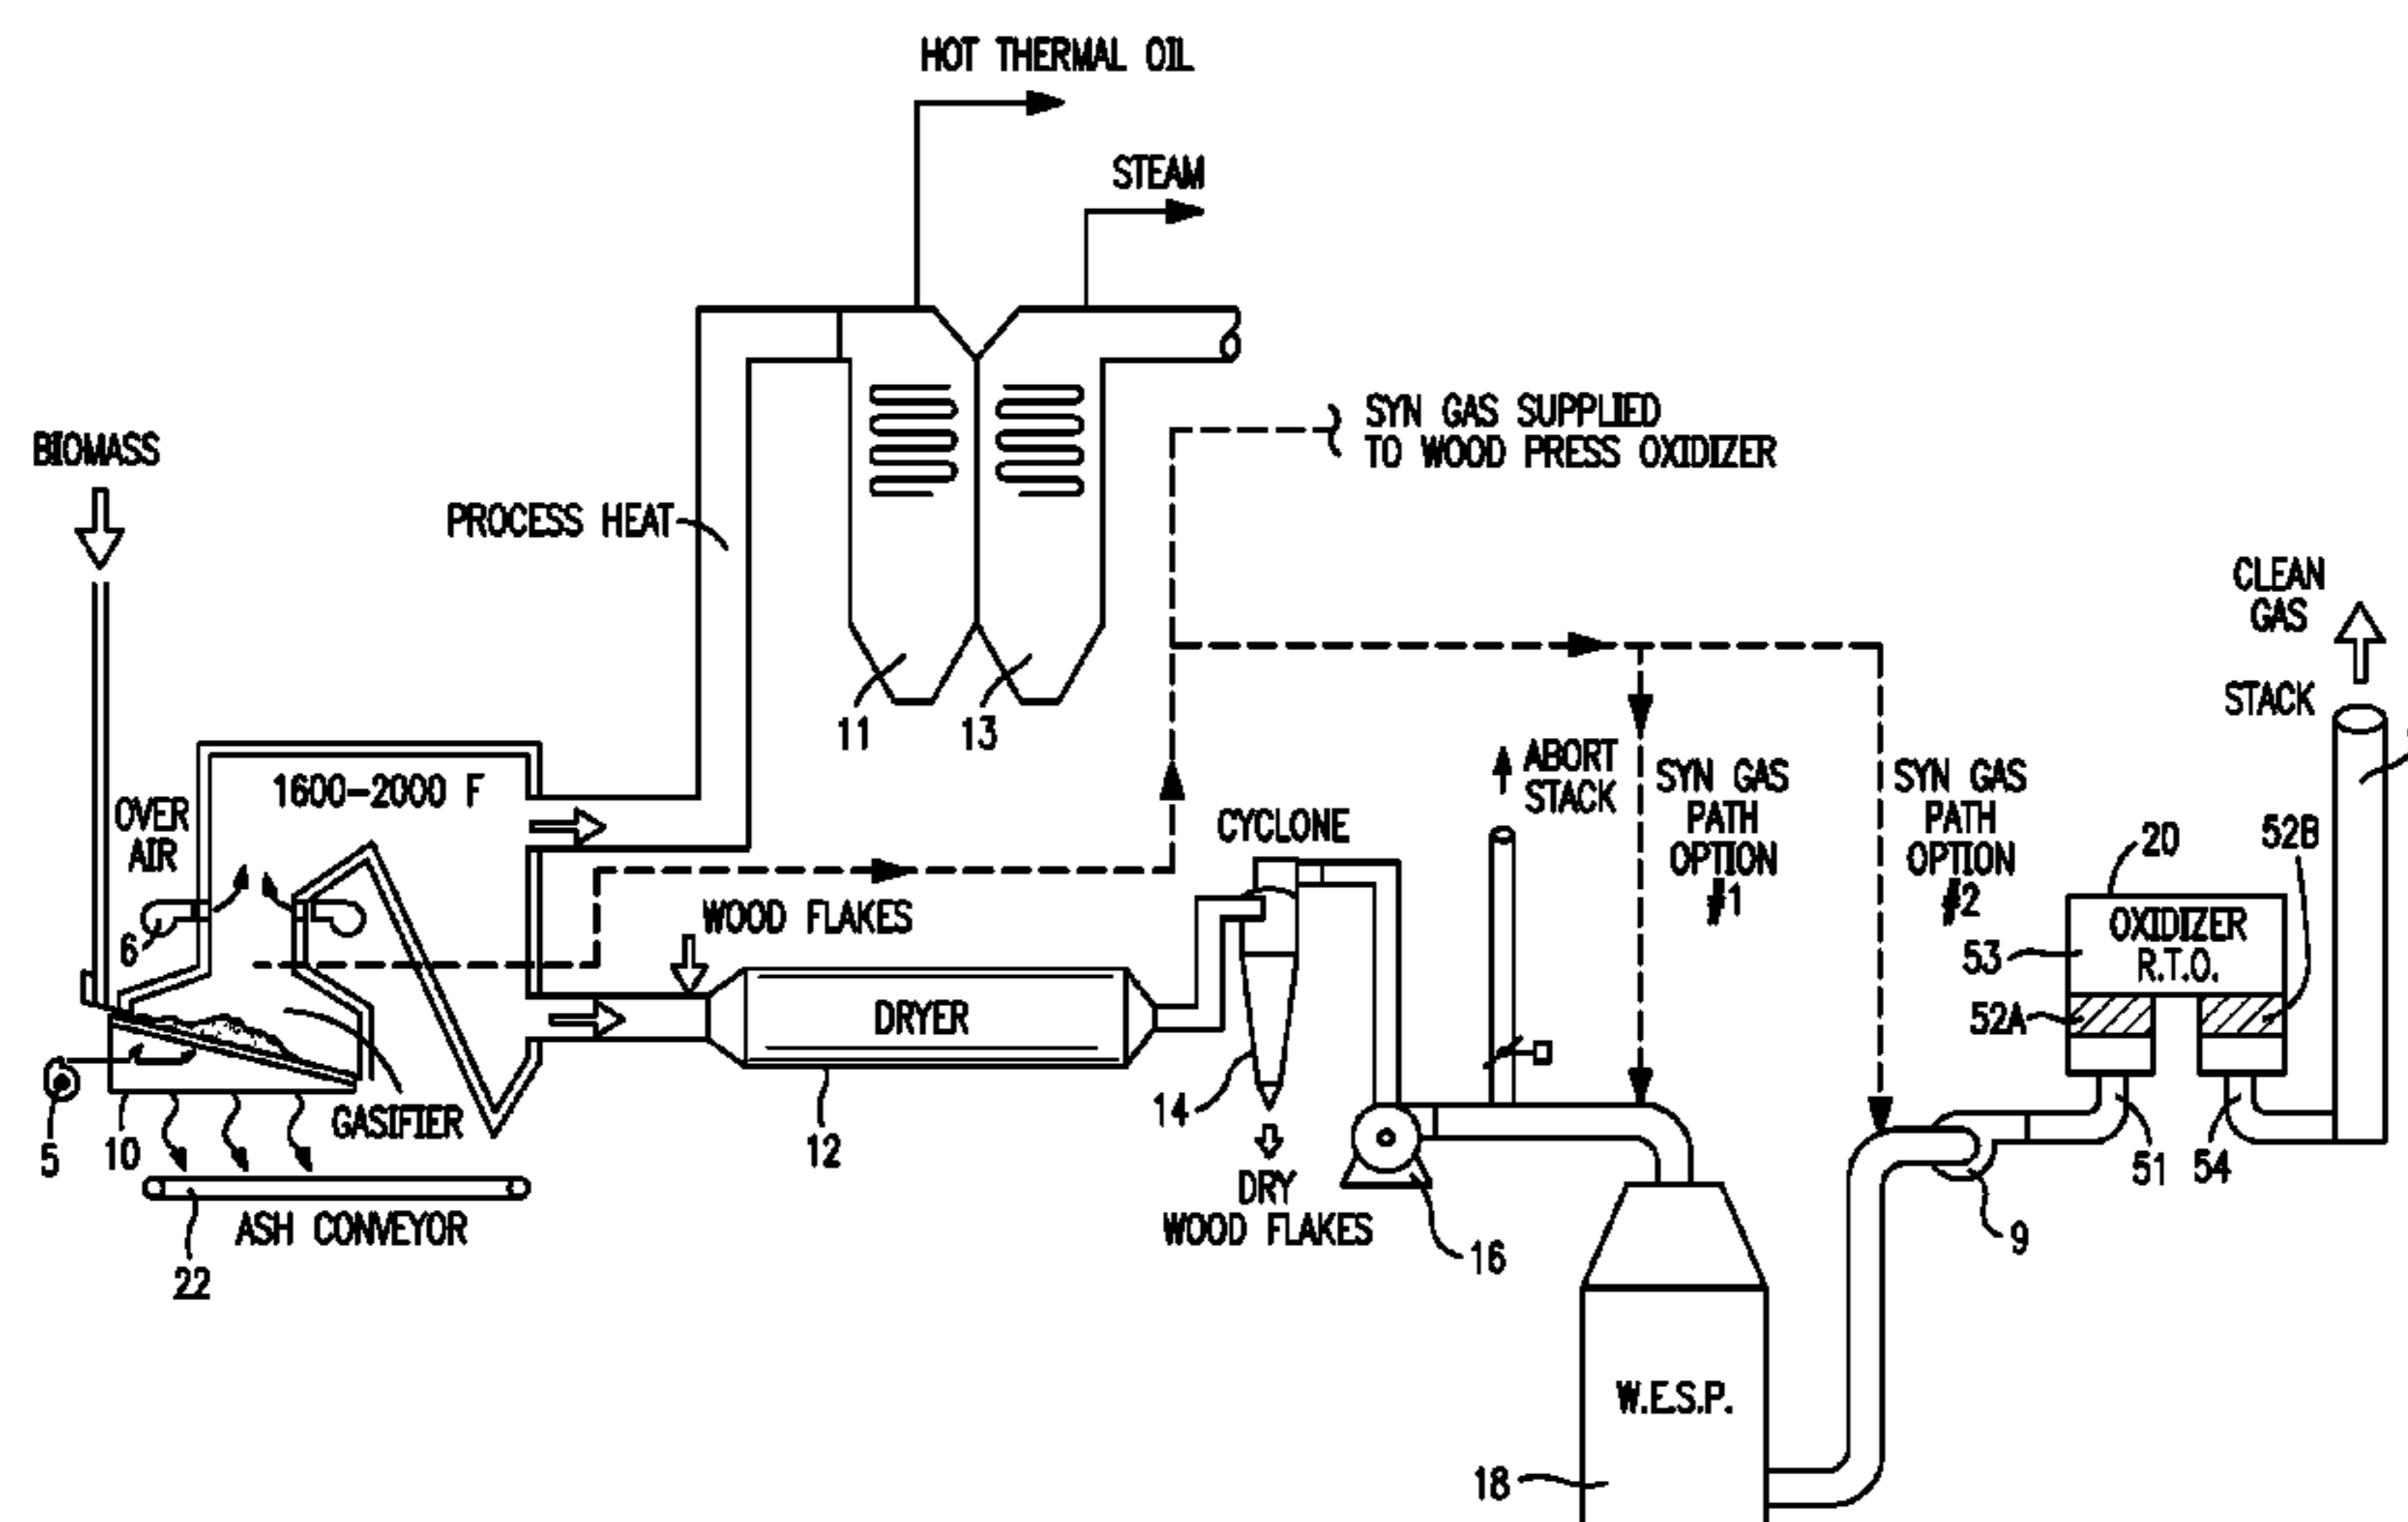 HOT THERMAL OIL
STEAM
SYN GAS SUPPLIED
TO WOOD PRESS OXIDIZER
BIOMASS
PROCESS HEAT
11
13
CLEAN
GAS
STACK
1600-2000 F
OVER
AIR
6
ABORT
STACK
SYN GAS
PATH
OPTION
#1
SYN GAS
PATH
OPTION
#2
CYCLONE
WOOD FLAKES
DRYER
12
14
DRY
WOOD FLAKES
16
20
52B
53
OXIDIZER
R.T.O.
52A
51
54
9
5
10
GASIFIER
22
ASH CONVEYOR
W.E.S.P.
18